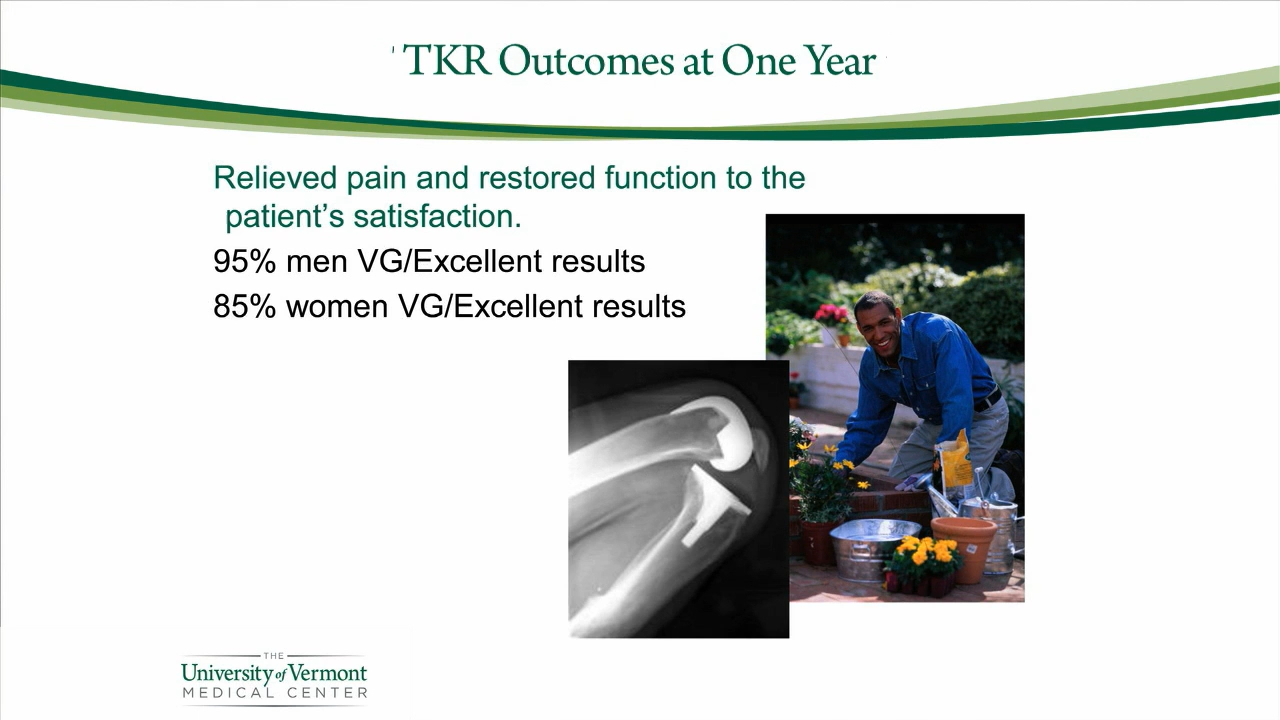 TKR Outcomes at One Year
Relieved pain and restored function to the
patient’s satisfaction.
95% men VG/Excellent results
85% women VG/Excellent results
THE
University of Vermont
MEDICAL CENTER